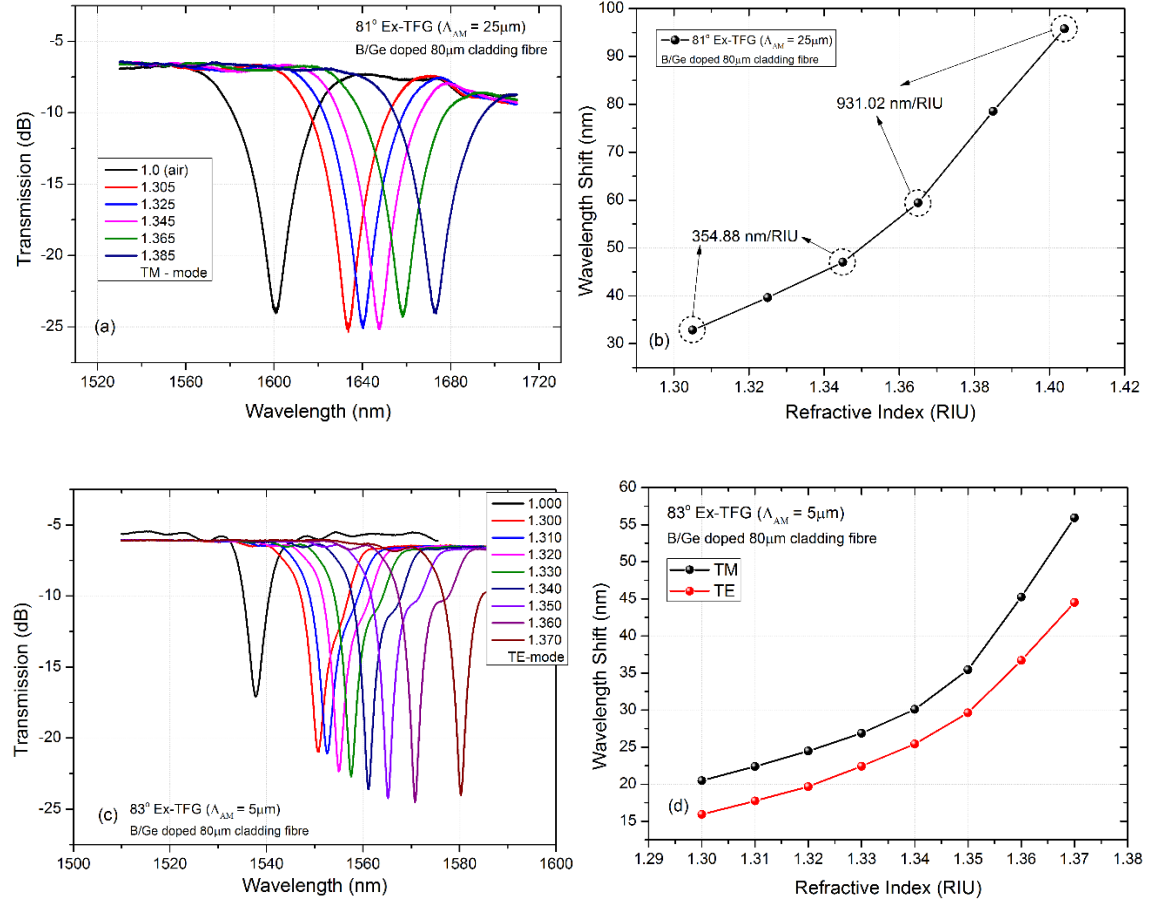 81° Ex-TFG (Λ_AM = 25μm)
B/Ge doped 80μm cladding fibre
-5
-10
-15
-20
-25
Transmission (dB)
1.0 (air)
1.305
1.325
1.345
1.365
1.385
TM - mode
(a)
1520 1560 1600 1640 1680 1720
Wavelength (nm)
100
90
80
70
60
50
40
30
Wavelength Shift (nm)
81° Ex-TFG (Λ_AM = 25μm)
B/Ge doped 80μm cladding fibre
931.02 nm/RIU
354.88 nm/RIU
(b)
1.30 1.32 1.34 1.36 1.38 1.40 1.42
Refractive Index (RIU)
-5
-10
-15
-20
-25
Transmission (dB)
1.000
1.300
1.310
1.320
1.330
1.340
1.350
1.360
1.370
TE-mode
(c)
83° Ex-TFG (Λ_AM = 5μm)
B/Ge doped 80μm cladding fibre
1500 1520 1540 1560 1580 1600
Wavelength (nm)
60
55
50
45
40
35
30
25
20
15
Wavelength Shift (nm)
83° Ex-TFG (Λ_AM = 5μm)
B/Ge doped 80μm cladding fibre
TM
TE
(d)
1.29 1.30 1.31 1.32 1.33 1.34 1.35 1.36 1.37 1.38
Refractive Index (RIU)